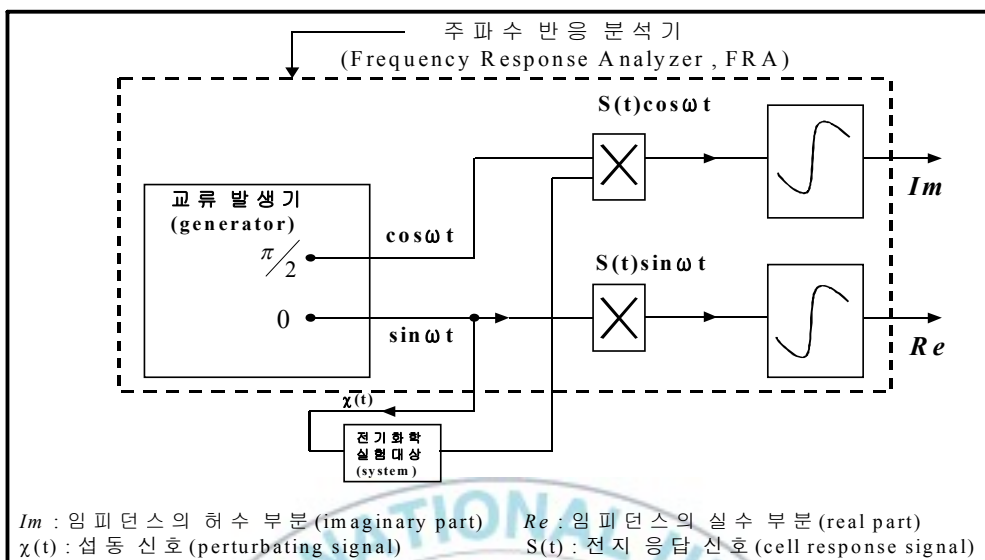 주파수 반응 분석기
(Frequency Response Analyzer , FRA)
S(t)cosωt
Im
교류 발생기
(generator)
π/2
cosωt
S(t)sinωt
0
sinωt
Re
χ(t)
전기화학
실험대상
(system)
NATIONAL
Im : 임피던스의 허수 부분(imaginary part) Re : 임피던스의 실수 부분(real part)
χ(t) : 섭동 신호(perturbating signal) S(t) : 전지 응답 신호(cell response signal)